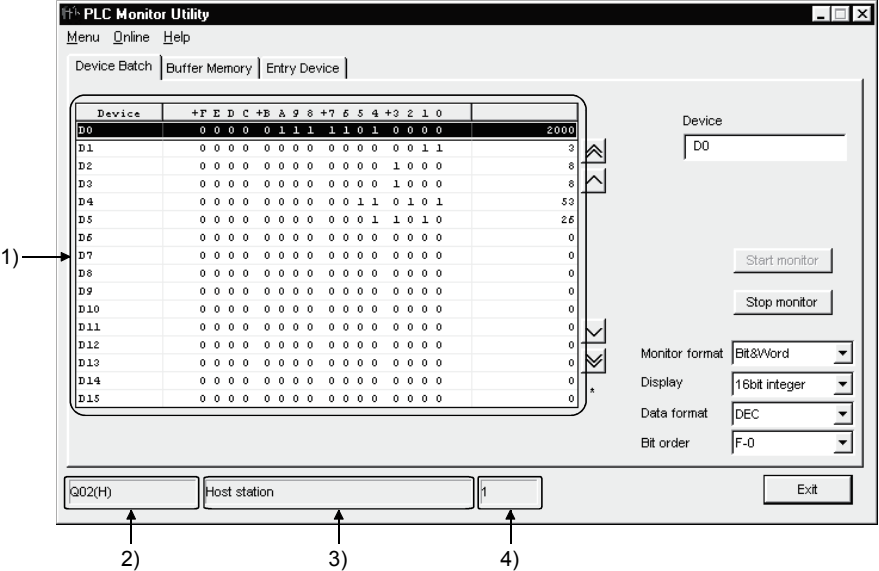 PLC Monitor Utility
Menu Online Help
Device Batch Buffer Memory Entry Device
Device +F E D C +B A 9 8 +7 6 5 4 +3 2 1 0
D0 0 0 0 0 0 1 1 1 1 1 0 1 0 0 0 0 2000
D1 0 0 0 0 0 0 0 0 0 0 0 0 0 0 1 1 3
D2 0 0 0 0 0 0 0 0 0 0 0 0 1 0 0 0 8
D3 0 0 0 0 0 0 0 0 0 0 0 0 1 0 0 0 8
D4 0 0 0 0 0 0 0 0 0 0 1 1 0 1 0 1 53
D5 0 0 0 0 0 0 0 0 0 0 0 1 1 0 1 0 26
D6 0 0 0 0 0 0 0 0 0 0 0 0 0 0 0 0 0
D7 0 0 0 0 0 0 0 0 0 0 0 0 0 0 0 0 0
D8 0 0 0 0 0 0 0 0 0 0 0 0 0 0 0 0 0
D9 0 0 0 0 0 0 0 0 0 0 0 0 0 0 0 0 0
D10 0 0 0 0 0 0 0 0 0 0 0 0 0 0 0 0 0
D11 0 0 0 0 0 0 0 0 0 0 0 0 0 0 0 0 0
D12 0 0 0 0 0 0 0 0 0 0 0 0 0 0 0 0 0
D13 0 0 0 0 0 0 0 0 0 0 0 0 0 0 0 0 0
D14 0 0 0 0 0 0 0 0 0 0 0 0 0 0 0 0 0
D15 0 0 0 0 0 0 0 0 0 0 0 0 0 0 0 0 0
*
1)
Device
D0
Start monitor
Stop monitor
Monitor format Bit&Word
Display 16bit integer
Data format DEC
Bit order F-0
Q02(H) Host station 1 Exit
2) 3) 4)